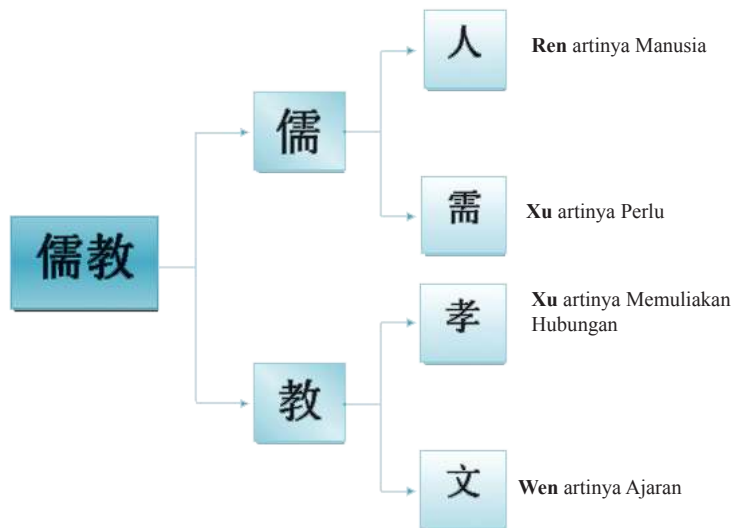 儒教
儒
人
Ren artinya Manusia
需
Xu artinya Perlu
教
孝
Xu artinya Memuliakan
Hubungan
文
Wen artinya Ajaran